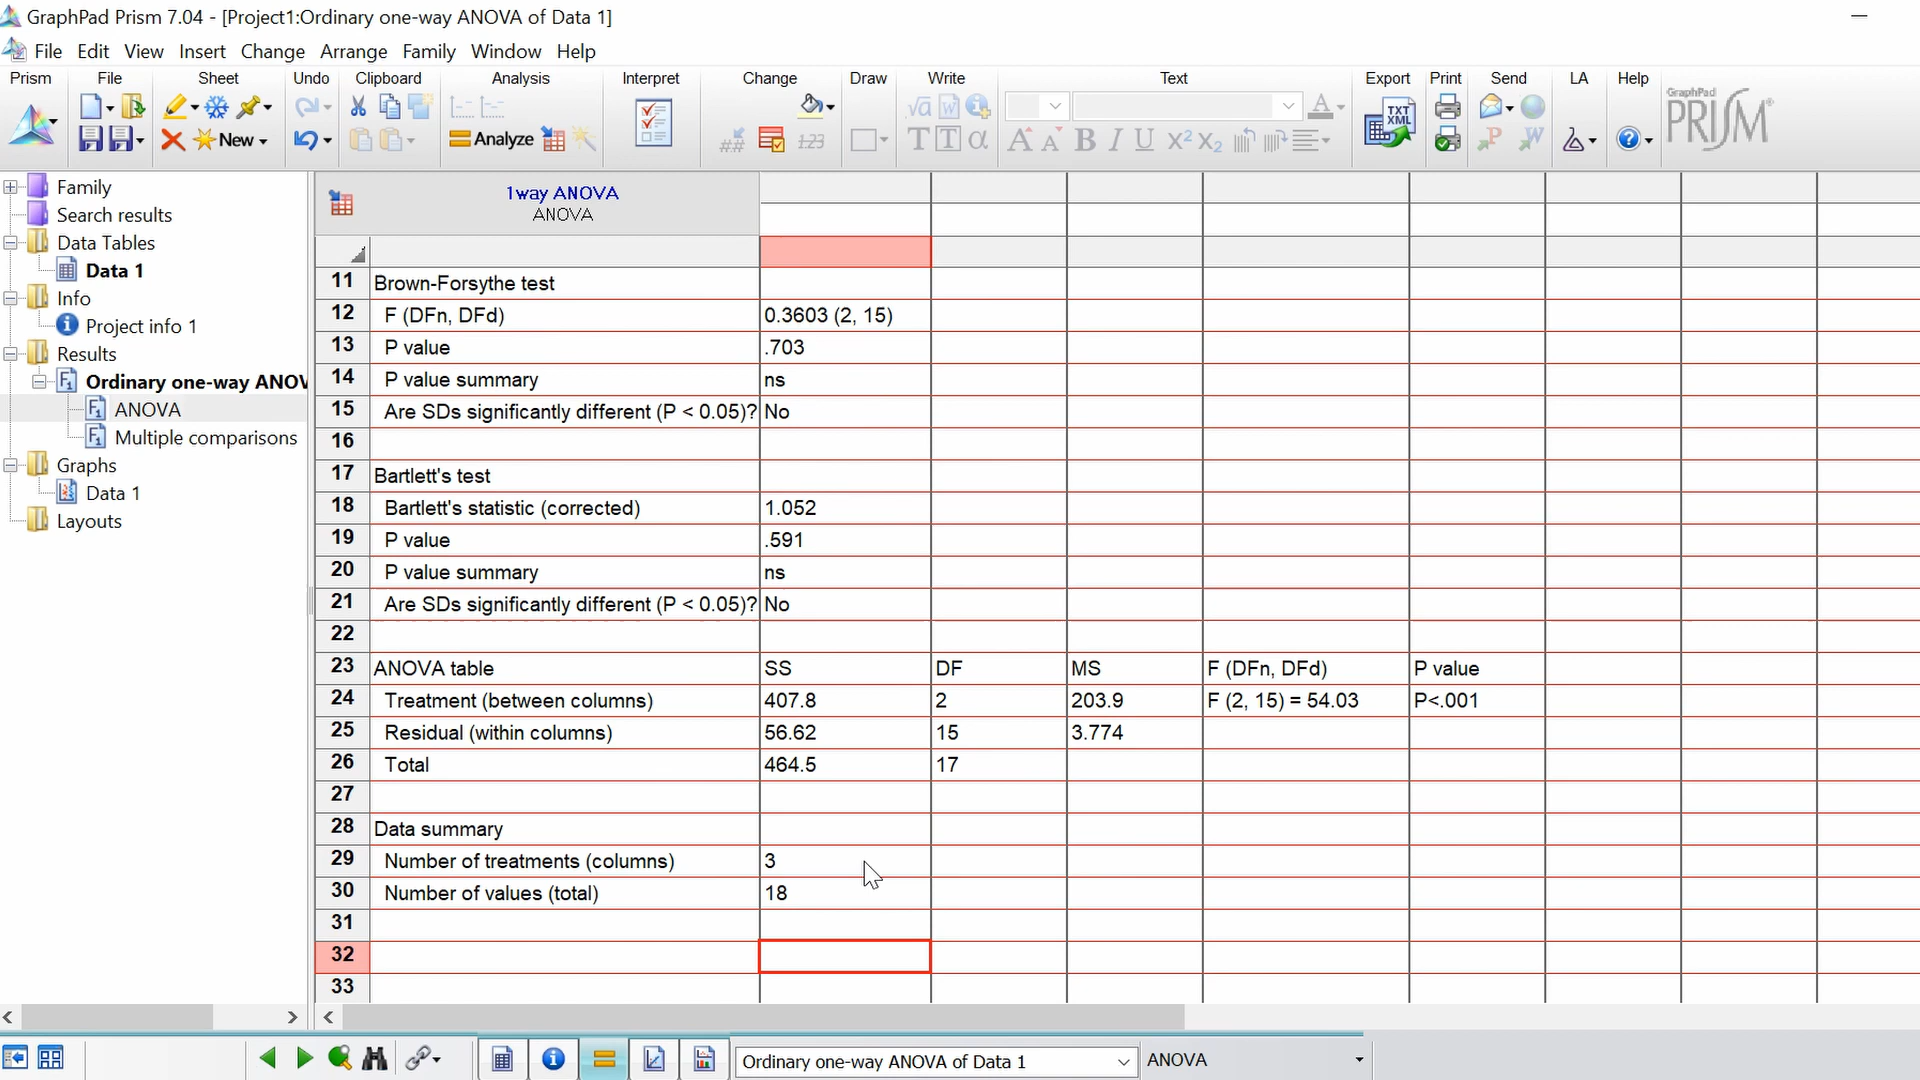 GraphPad Prism 7.04 - [Project1:Ordinary one-way ANOVA of Data 1]
File Edit View Insert Change Arrange Family Window Help
Prism File Sheet Undo Clipboard Analysis Interpret Change Draw Write Text Export Print Send LA Help
New
Analyze
123
√α W
T T α
A A B I U X² X₂
A
TXT
XML
P W
GraphPad
PRISM
Family
Search results
Data Tables
Data 1
Info
Project info 1
Results
Ordinary one-way ANOV
ANOVA
Multiple comparisons
Graphs
Data 1
Layouts
1way ANOVA
ANOVA
11 Brown-Forsythe test
12 F (DFn, DFd) 0.3603 (2, 15)
13 P value .703
14 P value summary ns
15 Are SDs significantly different (P < 0.05)? No
16
17 Bartlett's test
18 Bartlett's statistic (corrected) 1.052
19 P value .591
20 P value summary ns
21 Are SDs significantly different (P < 0.05)? No
22
23 ANOVA table SS DF MS F (DFn, DFd) P value
24 Treatment (between columns) 407.8 2 203.9 F (2, 15) = 54.03 P<.001
25 Residual (within columns) 56.62 15 3.774
26 Total 464.5 17
27
28 Data summary
29 Number of treatments (columns) 3
30 Number of values (total) 18
31
32
33
Ordinary one-way ANOVA of Data 1 ANOVA